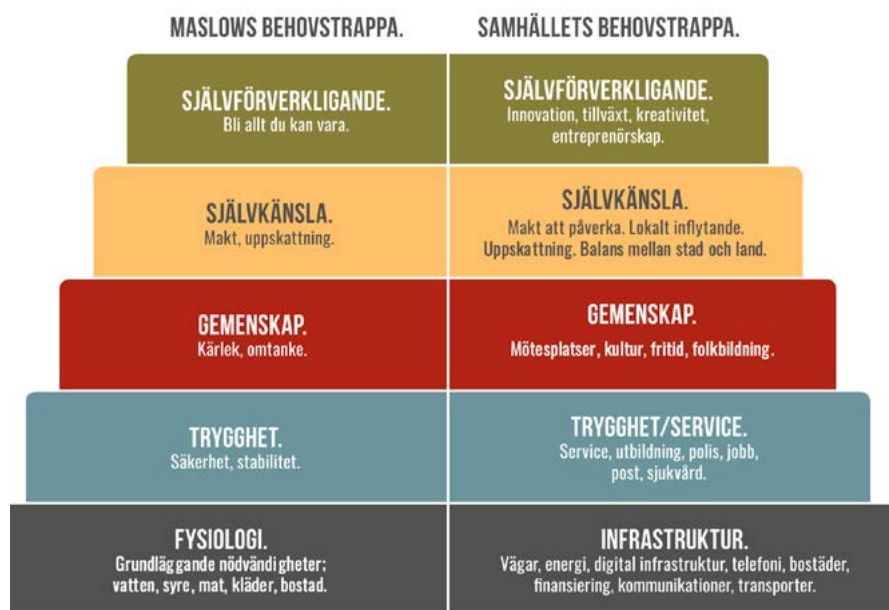 MASLOWS BEHOVSTRAPPA.
SAMHÄLLETS BEHOVSTRAPPA.
SJÄLVFÖRVERKLIGANDE.
Bli allt du kan vara.
SJÄLVFÖRVERKLIGANDE.
Innovation, tillväxt, kreativitet,
entreprenörskap.
SJÄLVKÄNSLA.
Makt, uppskattning.
SJÄLVKÄNSLA.
Makt att påverka. Lokalt inflytande.
Uppskattning. Balans mellan stad och land.
GEMENSKAP.
Kärlek, omtanke.
GEMENSKAP.
Mötesplatser, kultur, fritid, folkbildning.
TRYGGHET.
Säkerhet, stabilitet.
TRYGGHET/SERVICE.
Service, utbildning, polis, jobb,
post, sjukvård.
FYSIOLOGI.
Grundläggande nödvändigheter;
vatten, syre, mat, kläder, bostad.
INFRASTRUKTUR.
Vägar, energi, digital infrastruktur, telefoni, bostäder,
finansiering, kommunikationer, transporter.